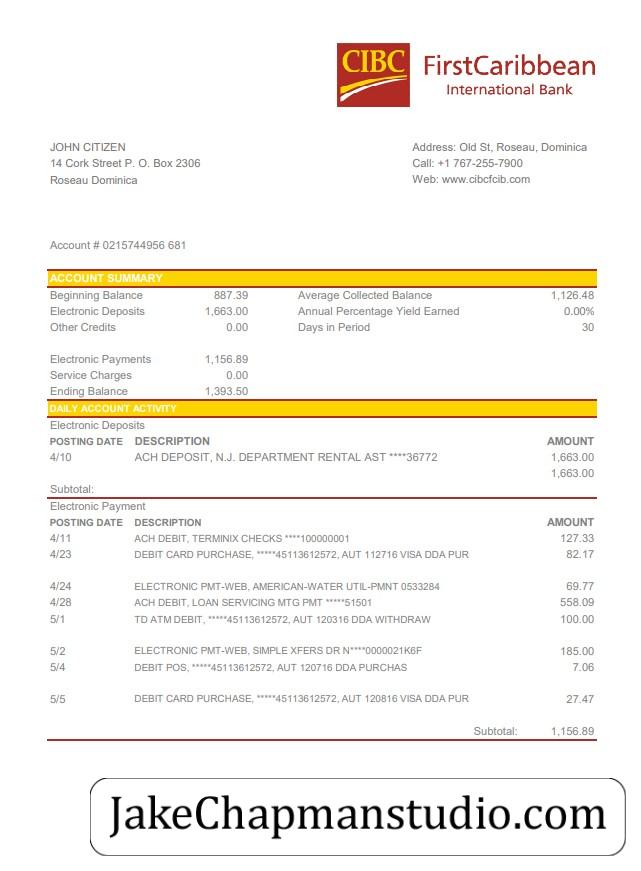 CIBC FirstCaribbean
International Bank
JOHN CITIZEN
14 Cork Street P. O. Box 2306
Roseau Dominica
Address: Old St, Roseau, Dominica
Call: +1 767-255-7900
Web: www.cibcfcib.com
Account # 0215744956 681
ACCOUNT SUMMARY
Beginning Balance 887.39 Average Collected Balance 1,126.48
Electronic Deposits 1,663.00 Annual Percentage Yield Earned 0.00%
Other Credits 0.00 Days in Period 30
Electronic Payments 1,156.89
Service Charges 0.00
Ending Balance 1,393.50
DAILY ACCOUNT ACTIVITY
Electronic Deposits
POSTING DATE DESCRIPTION AMOUNT
4/10 ACH DEPOSIT, N.J. DEPARTMENT RENTAL AST ****36772 1,663.00
1,663.00
Subtotal:
Electronic Payment
POSTING DATE DESCRIPTION AMOUNT
4/11 ACH DEBIT, TERMINIX CHECKS ****100000001 127.33
4/23 DEBIT CARD PURCHASE, *****45113612572, AUT 112716 VISA DDA PUR 82.17
4/24 ELECTRONIC PMT-WEB, AMERICAN-WATER UTIL-PMNT 0533284 69.77
4/28 ACH DEBIT, LOAN SERVICING MTG PMT *****51501 558.09
5/1 TD ATM DEBIT, *****45113612572, AUT 120316 DDA WITHDRAW 100.00
5/2 ELECTRONIC PMT-WEB, SIMPLE XFERS DR N****0000021K6F 185.00
5/4 DEBIT POS, *****45113612572, AUT 120716 DDA PURCHAS 7.06
5/5 DEBIT CARD PURCHASE, *****45113612572, AUT 120816 VISA DDA PUR 27.47
Subtotal: 1,156.89
JakeChapmanstudio.com